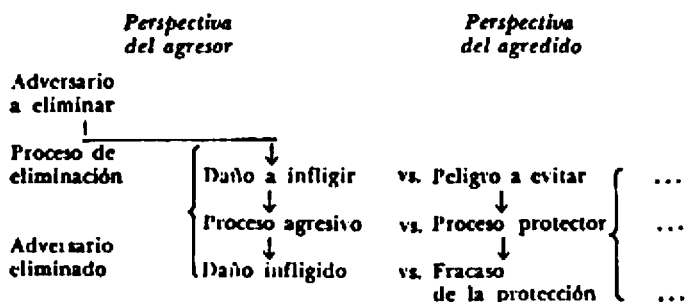 Perspectiva Perspectiva
del agresor del agredido
Adversario
a eliminar
Proceso de
eliminación Daño a infligir vs. Peligro a evitar ...
Proceso agresivo vs. Proceso protector ...
Adversario
eliminado Daño infligido vs. Fracaso
de la protección ...